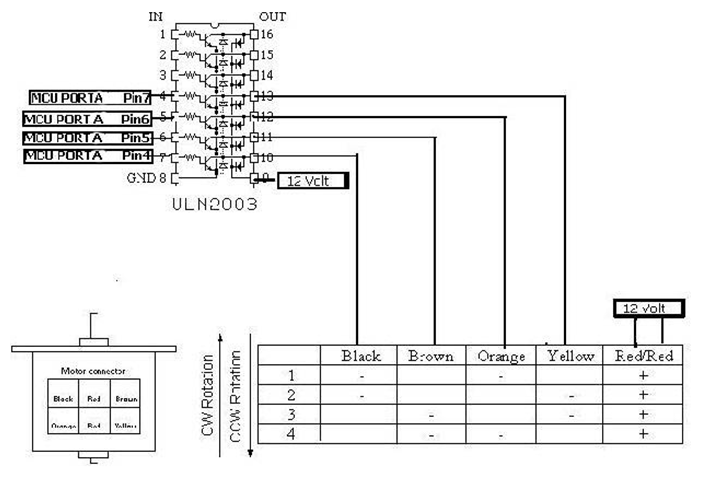 IN OUT
1 16
2 15
3 14
MCU PORTA Pin7 4 13
MCU PORTA Pin6 5 12
MCU PORTA Pin5 6 11
MCU PORTA Pin4 7 10
GND 8 9 12 Volt
ULN2003
12 Volt
Black Brown Orange Yellow Red/Red
1 - - +
2 - - +
3 - - +
4 - - +
CW Rotation
CCW Rotation
Motor connector
Black Red Brown
Orange Red Yellow